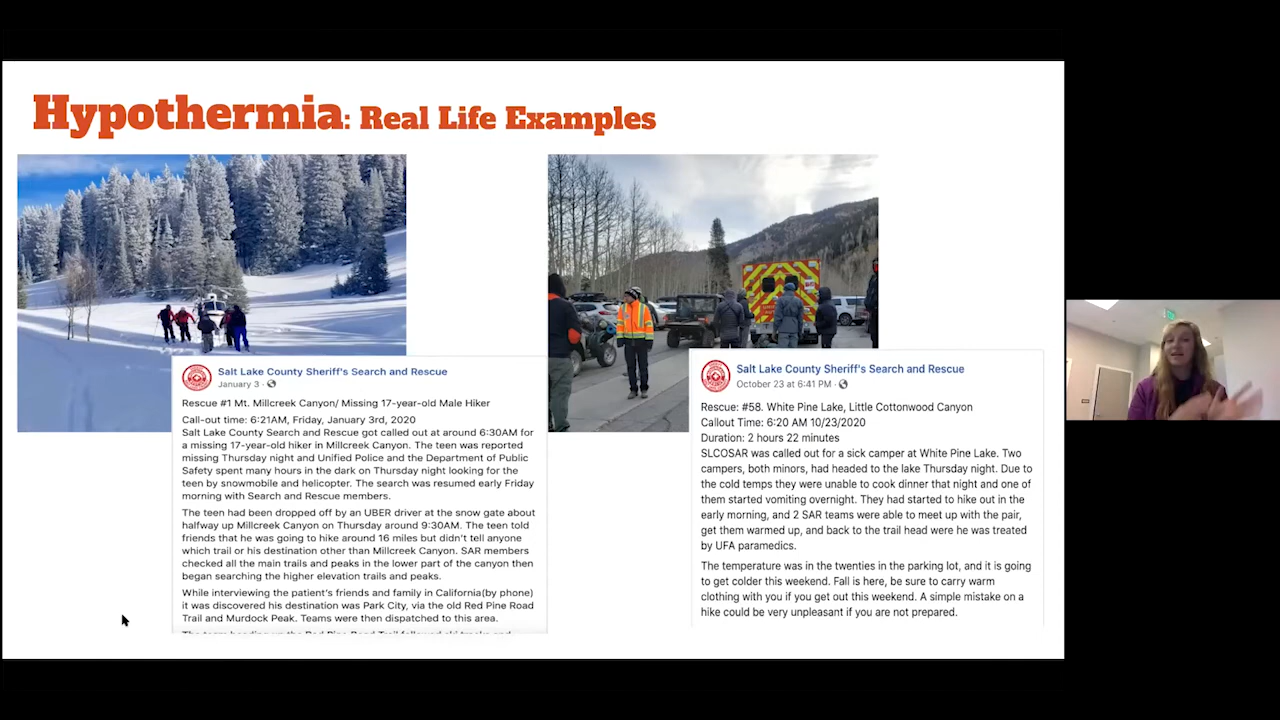 Hypothermia: Real Life Examples
Salt Lake County Sheriff's Search and Rescue
January 3 ·
Rescue #1 Mt. Millcreek Canyon/ Missing 17-year-old Male Hiker
Call-out time: 6:21AM, Friday, January 3rd, 2020
Salt Lake County Search and Rescue got called out at around 6:30AM for
a missing 17-year-old hiker in Millcreek Canyon. The teen was reported
missing Thursday night and Unified Police and the Department of Public
Safety spent many hours in the dark on Thursday night looking for the
teen by snowmobile and helicopter. The search was resumed early Friday
morning with Search and Rescue members.
The teen had been dropped off by an UBER driver at the snow gate about
halfway up Millcreek Canyon on Thursday around 9:30AM. The teen told
friends that he was going to hike around 16 miles but didn't tell anyone
which trail or his destination other than Millcreek Canyon. SAR members
checked all the main trails and peaks in the lower part of the canyon then
began searching the higher elevation trails and peaks.
While interviewing the patient's friends and family in California(by phone)
it was discovered his destination was Park City, via the old Red Pine Road
Trail and Murdock Peak. Teams were then dispatched to this area.
The team heading up the Red Pine Road Trail followed ski tracks and
Salt Lake County Sheriff's Search and Rescue
October 23 at 6:41 PM ·
Rescue: #58. White Pine Lake, Little Cottonwood Canyon
Callout Time: 6:20 AM 10/23/2020
Duration: 2 hours 22 minutes
SLCOSAR was called out for a sick camper at White Pine Lake. Two
campers, both minors, had headed to the lake Thursday night. Due to
the cold temps they were unable to cook dinner that night and one of
them started vomiting overnight. They had started to hike out in the
early morning, and 2 SAR teams were able to meet up with the pair,
get them warmed up, and back to the trail head were he was treated
by UFA paramedics.
The temperature was in the twenties in the parking lot, and it is going
to get colder this weekend. Fall is here, be sure to carry warm
clothing with you if you get out this weekend. A simple mistake on a
hike could be very unpleasant if you are not prepared.